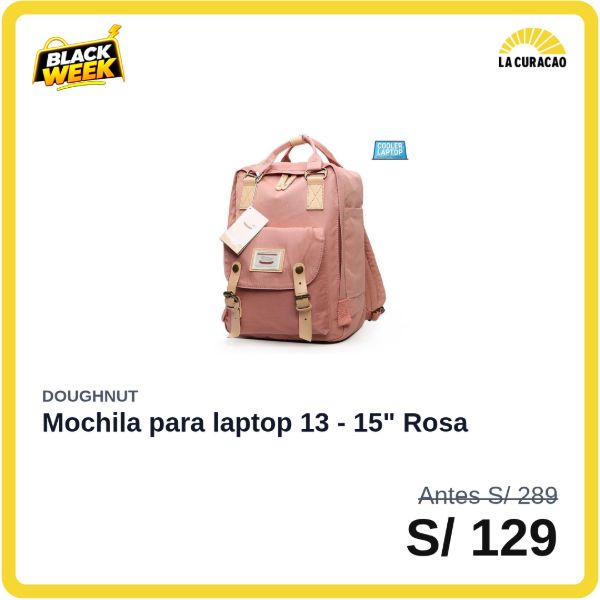 BLACK
WEEK
LA CURACAO
COOLER
LAPTOP
DOUGHNUT
Mochila para laptop 13 - 15" Rosa
Antes S/ 289
S/ 129